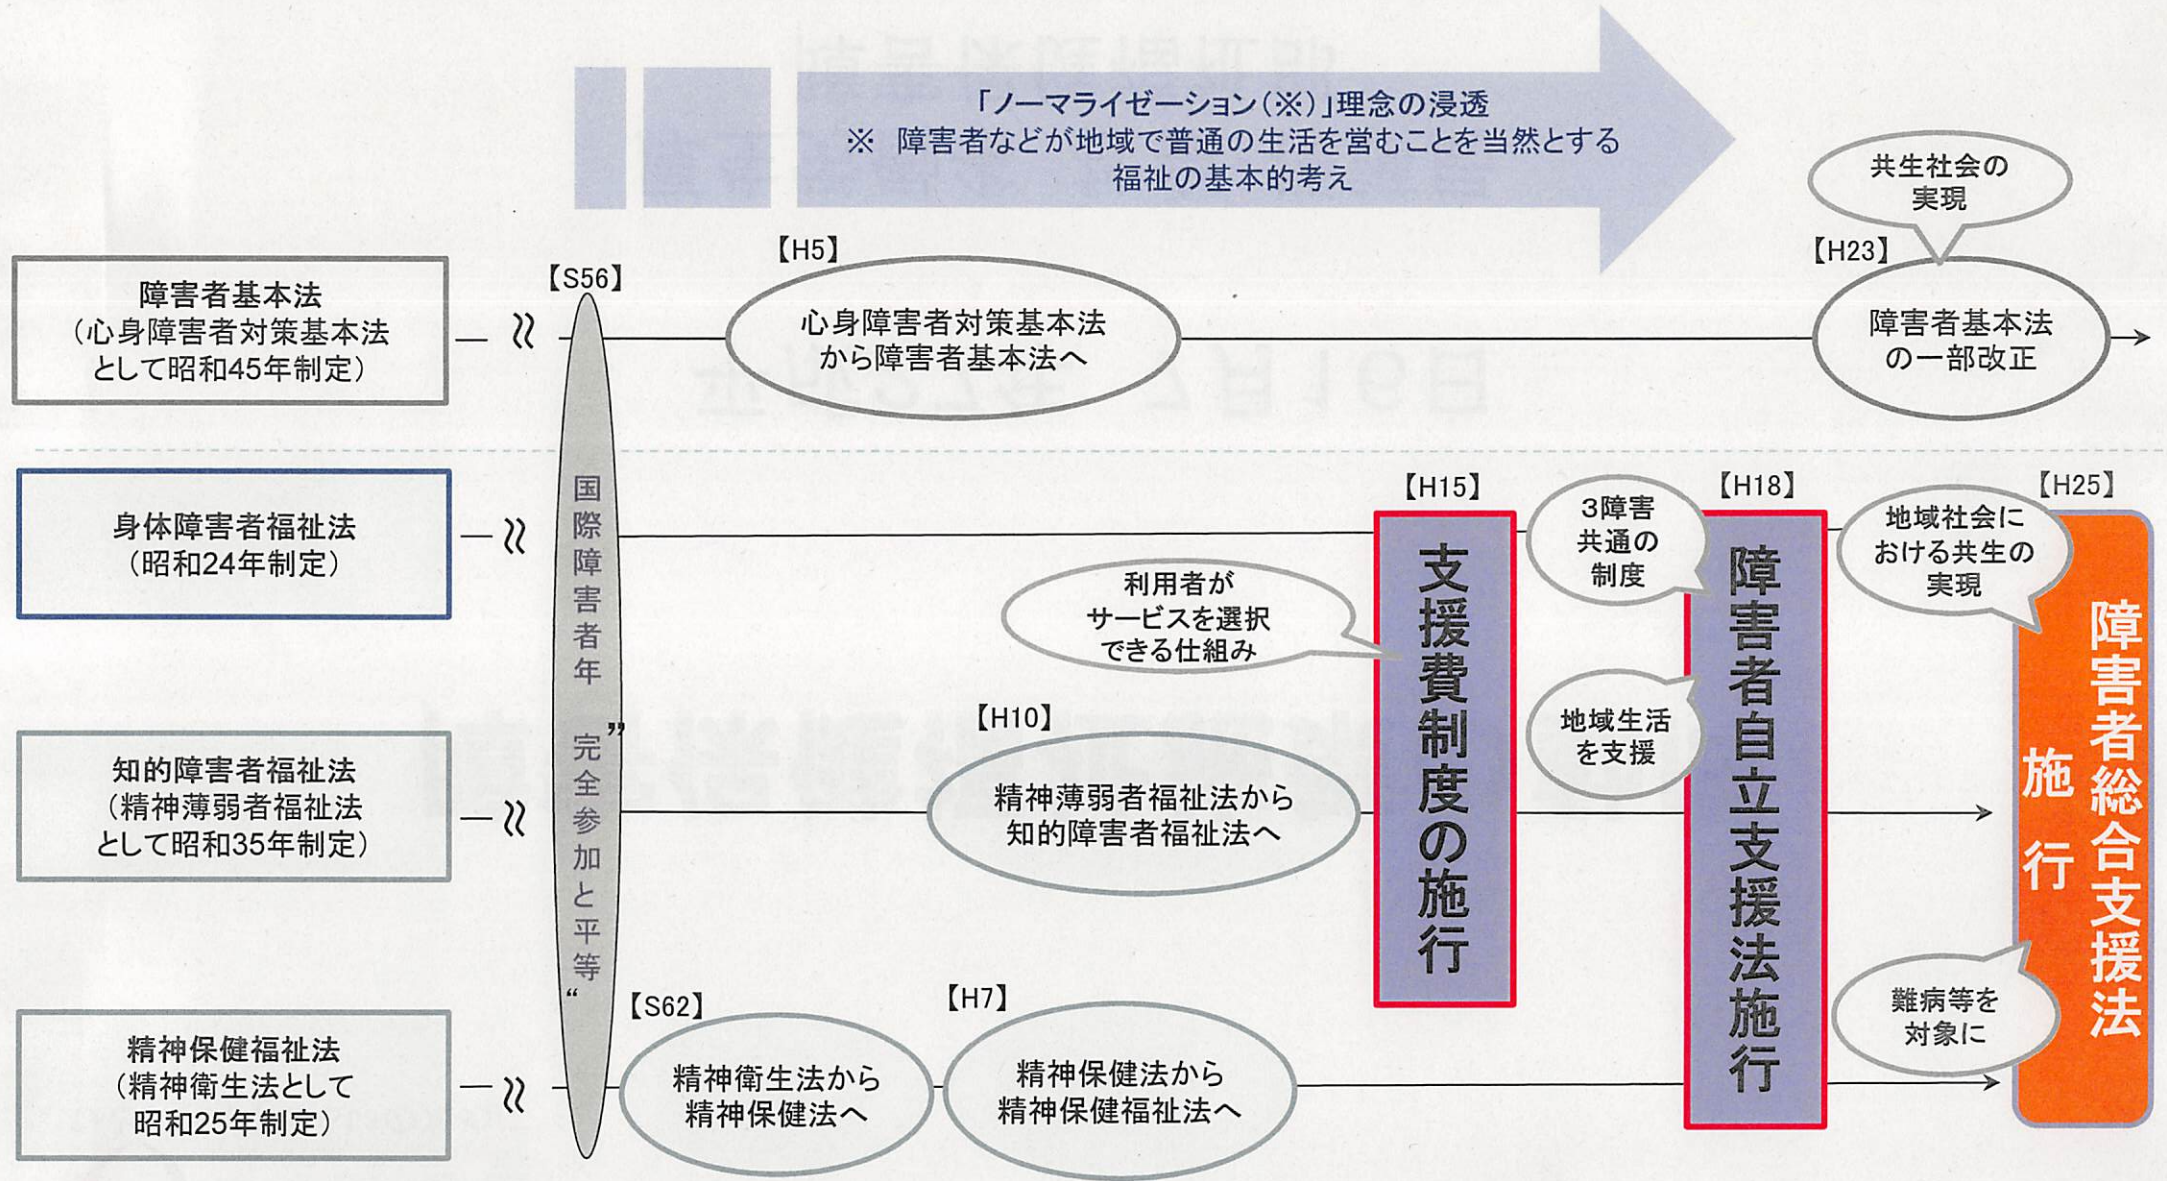 「ノーマライゼーション(※)」理念の浸透
※ 障害者などが地域で普通の生活を営むことを当然とする
福祉の基本的考え
共生社会の
実現
【H5】
【H23】
【S56】
障害者基本法
(心身障害者対策基本法
として昭和45年制定)
心身障害者対策基本法
から障害者基本法へ
障害者基本法
の一部改正
国際障害者年 ”完全参加と平等“
身体障害者福祉法
(昭和24年制定)
【H15】
支援費制度の施行
利用者が
サービスを選択
できる仕組み
3障害
共通の
制度
【H18】
障害者自立支援法施行
地域生活
を支援
地域社会に
おける共生の
実現
【H25】
障害者総合支援法
施行
難病等を
対象に
知的障害者福祉法
(精神薄弱者福祉法
として昭和35年制定)
【H10】
精神薄弱者福祉法から
知的障害者福祉法へ
精神保健福祉法
(精神衛生法として
昭和25年制定)
【S62】
精神衛生法から
精神保健法へ
【H7】
精神保健法から
精神保健福祉法へ